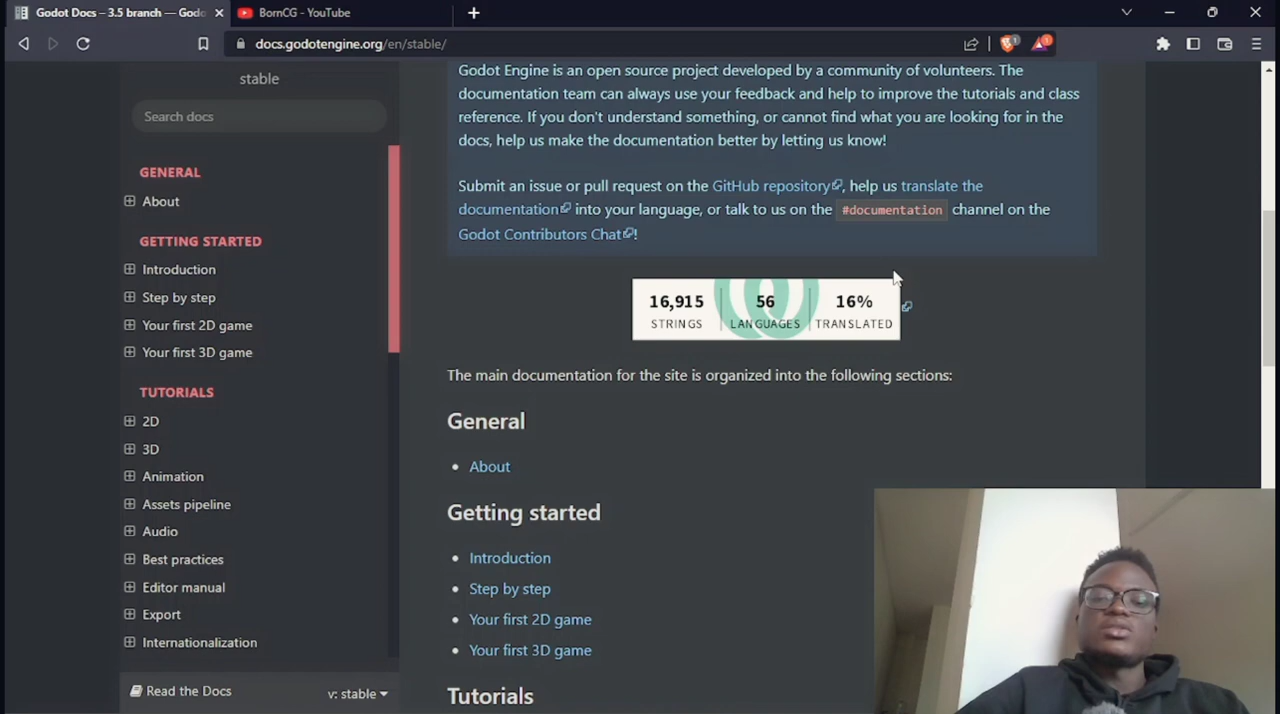 Godot Docs – 3.5 branch — Godo
BornCG - YouTube
docs.godotengine.org/en/stable/
1
1
stable
Search docs
GENERAL
About
GETTING STARTED
Introduction
Step by step
Your first 2D game
Your first 3D game
TUTORIALS
2D
3D
Animation
Assets pipeline
Audio
Best practices
Editor manual
Export
Internationalization
Read the Docs
v: stable
Godot Engine is an open source project developed by a community of volunteers. The
documentation team can always use your feedback and help to improve the tutorials and class
reference. If you don't understand something, or cannot find what you are looking for in the
docs, help us make the documentation better by letting us know!
Submit an issue or pull request on the GitHub repository, help us translate the
documentation into your language, or talk to us on the #documentation channel on the
Godot Contributors Chat!
16,915 56 16%
STRINGS LANGUAGES TRANSLATED
The main documentation for the site is organized into the following sections:
General
• About
Getting started
• Introduction
• Step by step
• Your first 2D game
• Your first 3D game
Tutorials